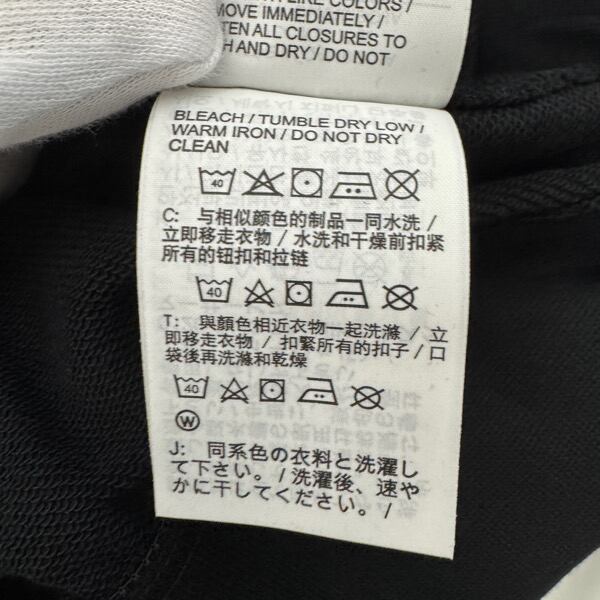 LIKE COLORS /
MOVE IMMEDIATELY /
TEN ALL CLOSURES TO
H AND DRY / DO NOT
BLEACH / TUMBLE DRY LOW /
WARM IRON / DO NOT DRY
CLEAN
40
C: 与相似颜色的制品一同水洗 /
立即移走衣物 / 水洗和干燥前扣紧
所有的钮扣和拉链
40
T: 與顏色相近衣物一起洗滌 / 立
即移走衣物 / 扣緊所有的扣子 / 口
袋後再洗滌和乾燥
40
W
J: 同系色の衣料と洗濯し
て下さい。 / 洗濯後、速や
かに干してください。 /